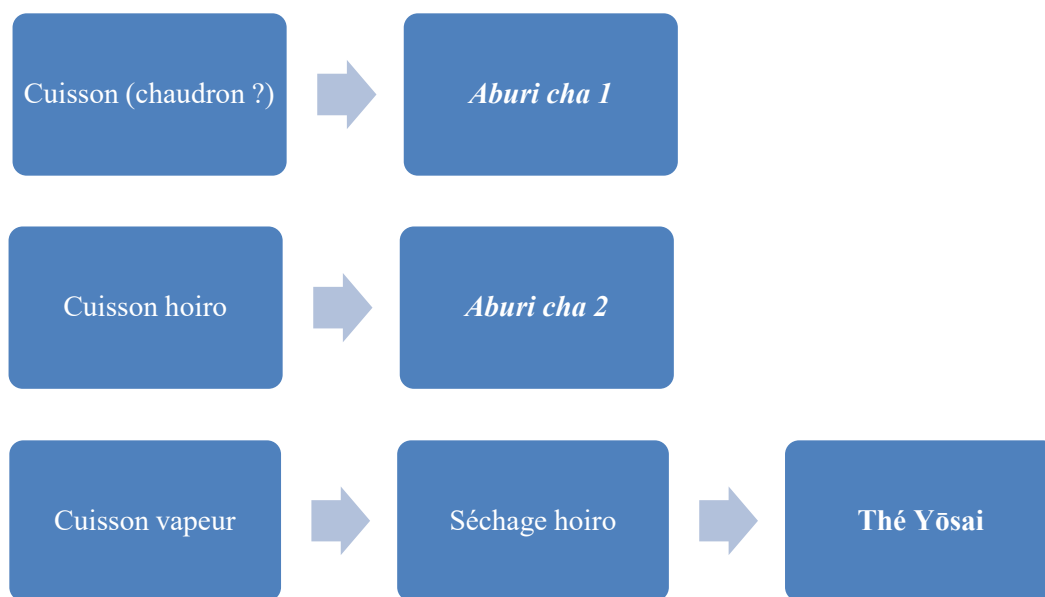 Cuisson (chaudron ?)
Aburi cha 1
Cuisson hoiro
Aburi cha 2
Cuisson vapeur
Séchage hoiro
Thé Yōsai